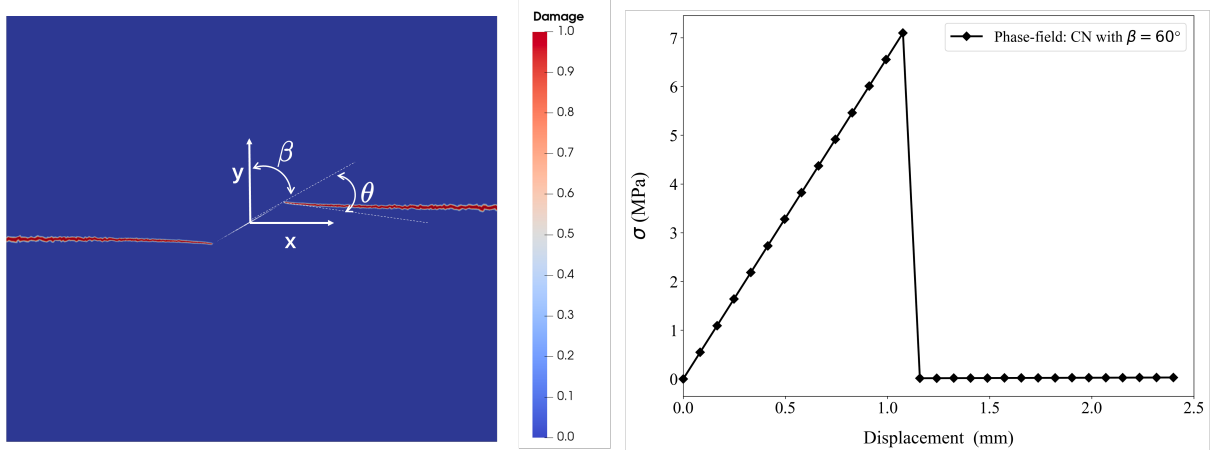 Damage
1.0
0.9
0.8
0.7
0.6
0.5
0.4
0.3
0.2
0.1
0.0
β
y
θ
x
Phase-field: CN with β = 60°
7
6
5
4
3
2
1
0
σ (MPa)
0.0 0.5 1.0 1.5 2.0 2.5
Displacement (mm)